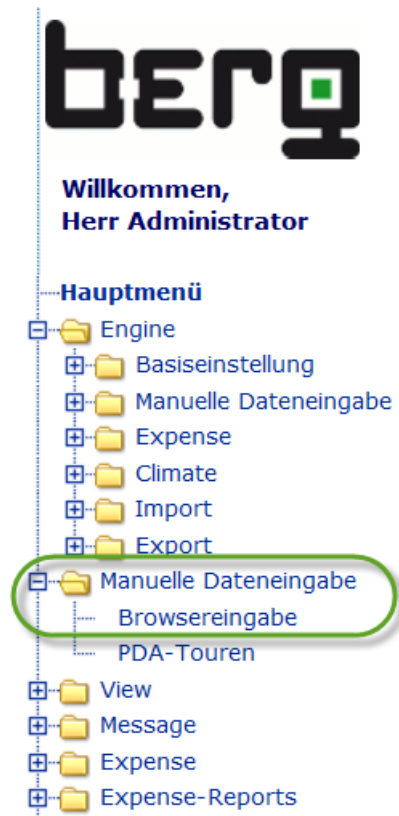 berg
Willkommen,
Herr Administrator
Hauptmenü
Engine
Basiseinstellung
Manuelle Dateneingabe
Expense
Climate
Import
Export
Manuelle Dateneingabe
Browsereingabe
PDA-Touren
View
Message
Expense
Expense-Reports